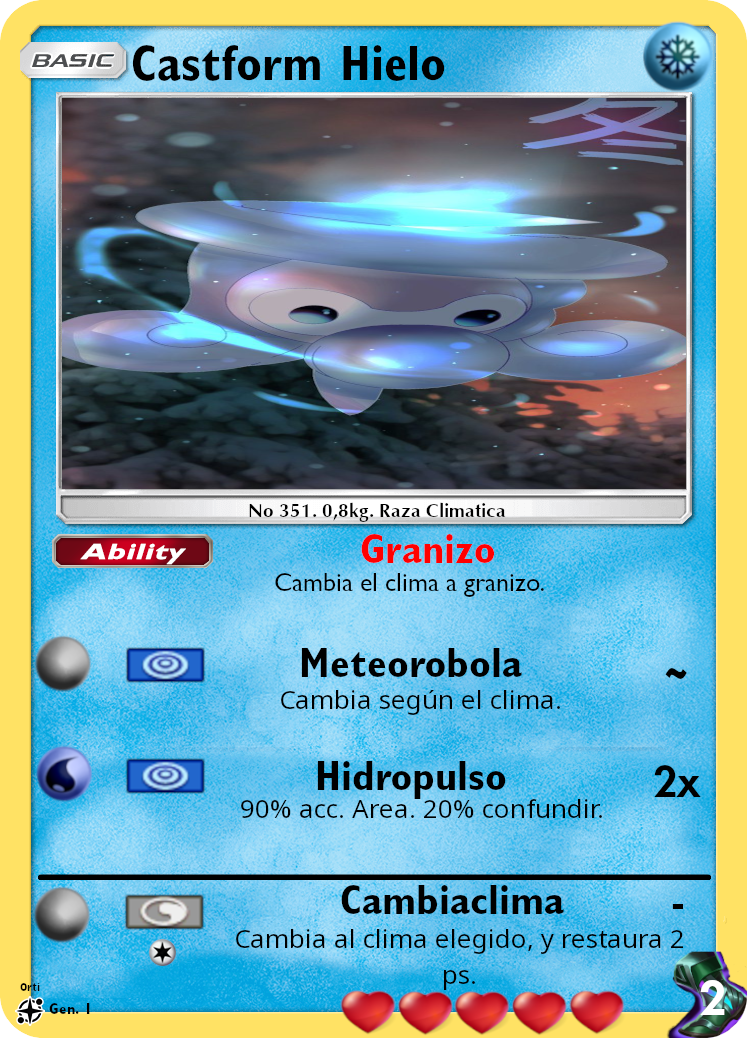 BASIC Castform Hielo
冬
No 351. 0,8kg. Raza Climatica
Ability Granizo
Cambia el clima a granizo.
Meteorobola ~
Cambia según el clima.
Hidropulso 2x
90% acc. Area. 20% confundir.
Cambiaclima -
Cambia al clima elegido, y restaura 2
ps.
2
Orti
Gen. I